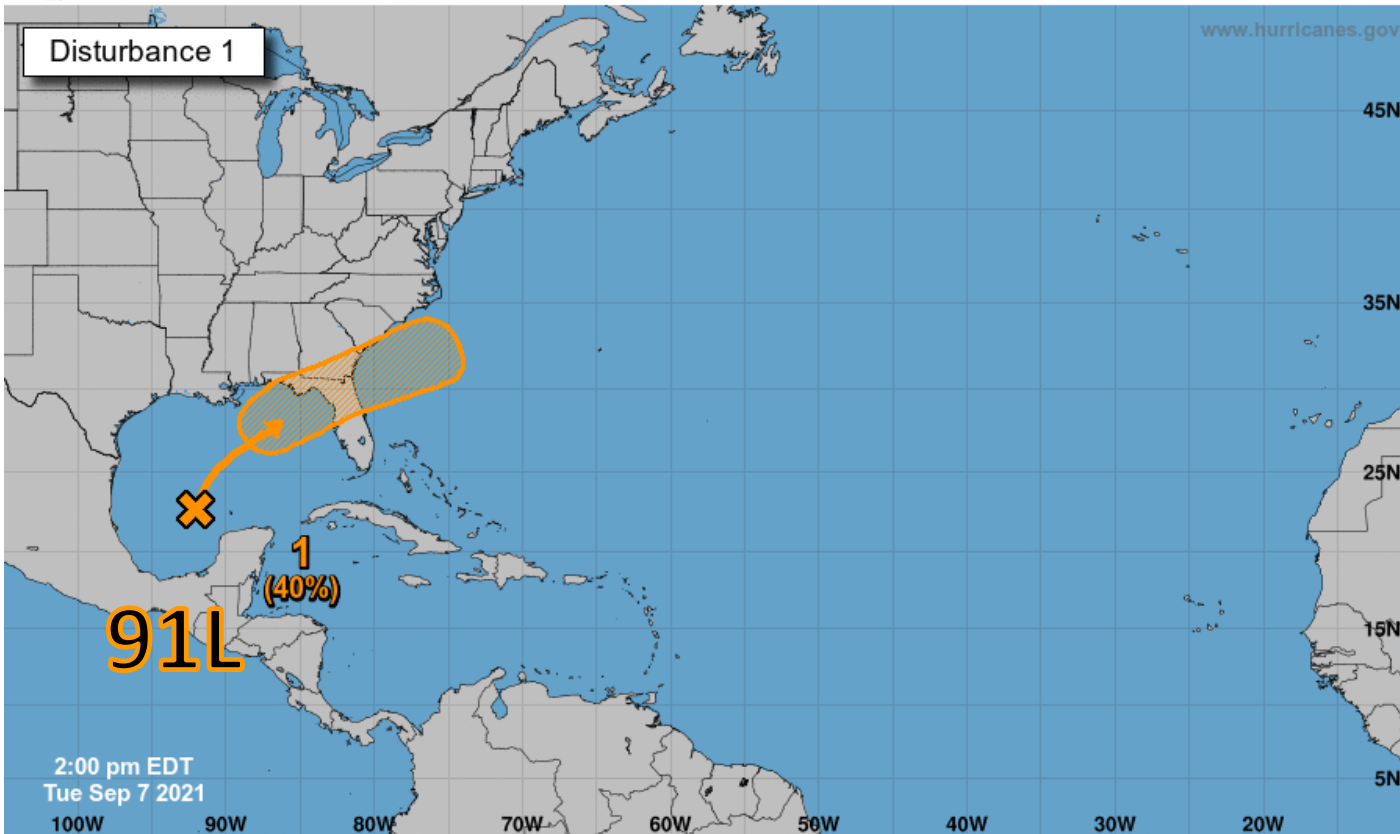 Disturbance 1
www.hurricanes.gov
45N
35N
25N
1
(40%)
91L
15N
2:00 pm EDT
Tue Sep 7 2021
5N
100W 90W 80W 70W 60W 50W 40W 30W 20W